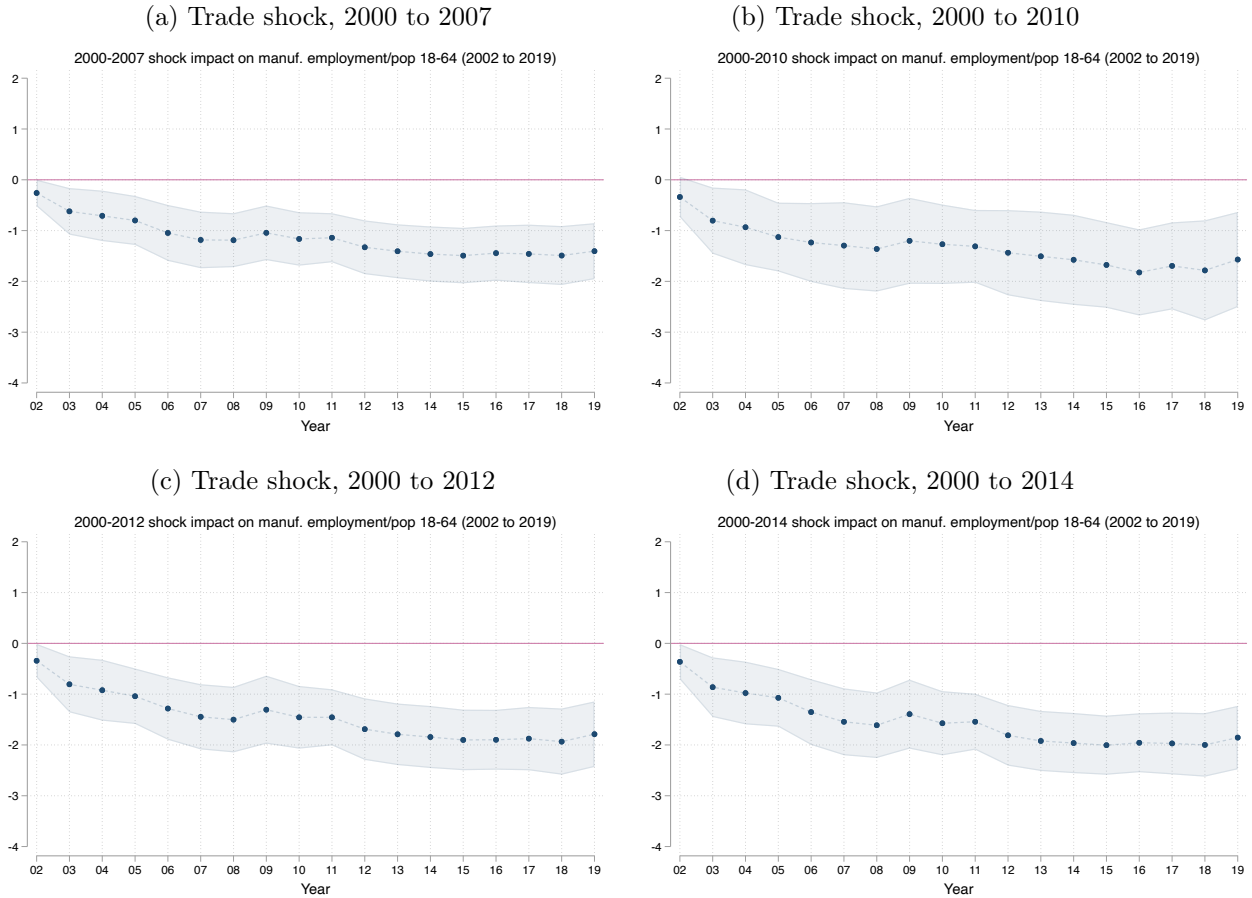 (a) Trade shock, 2000 to 2007
2000-2007 shock impact on manuf. employment/pop 18-64 (2002 to 2019)
2
1
0
-1
-2
-3
-4
02 03 04 05 06 07 08 09 10 11 12 13 14 15 16 17 18 19
Year
(b) Trade shock, 2000 to 2010
2000-2010 shock impact on manuf. employment/pop 18-64 (2002 to 2019)
2
1
0
-1
-2
-3
-4
02 03 04 05 06 07 08 09 10 11 12 13 14 15 16 17 18 19
Year
(c) Trade shock, 2000 to 2012
2000-2012 shock impact on manuf. employment/pop 18-64 (2002 to 2019)
2
1
0
-1
-2
-3
-4
02 03 04 05 06 07 08 09 10 11 12 13 14 15 16 17 18 19
Year
(d) Trade shock, 2000 to 2014
2000-2014 shock impact on manuf. employment/pop 18-64 (2002 to 2019)
2
1
0
-1
-2
-3
-4
02 03 04 05 06 07 08 09 10 11 12 13 14 15 16 17 18 19
Year